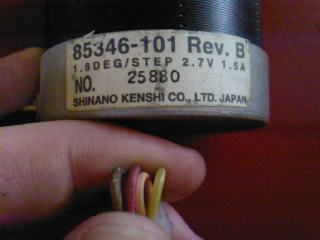 85346-101 Rev. B
1.8DEG/STEP 2.7V 1.5A
NO. 25880
SHINANO KENSHI CO., LTD. JAPAN